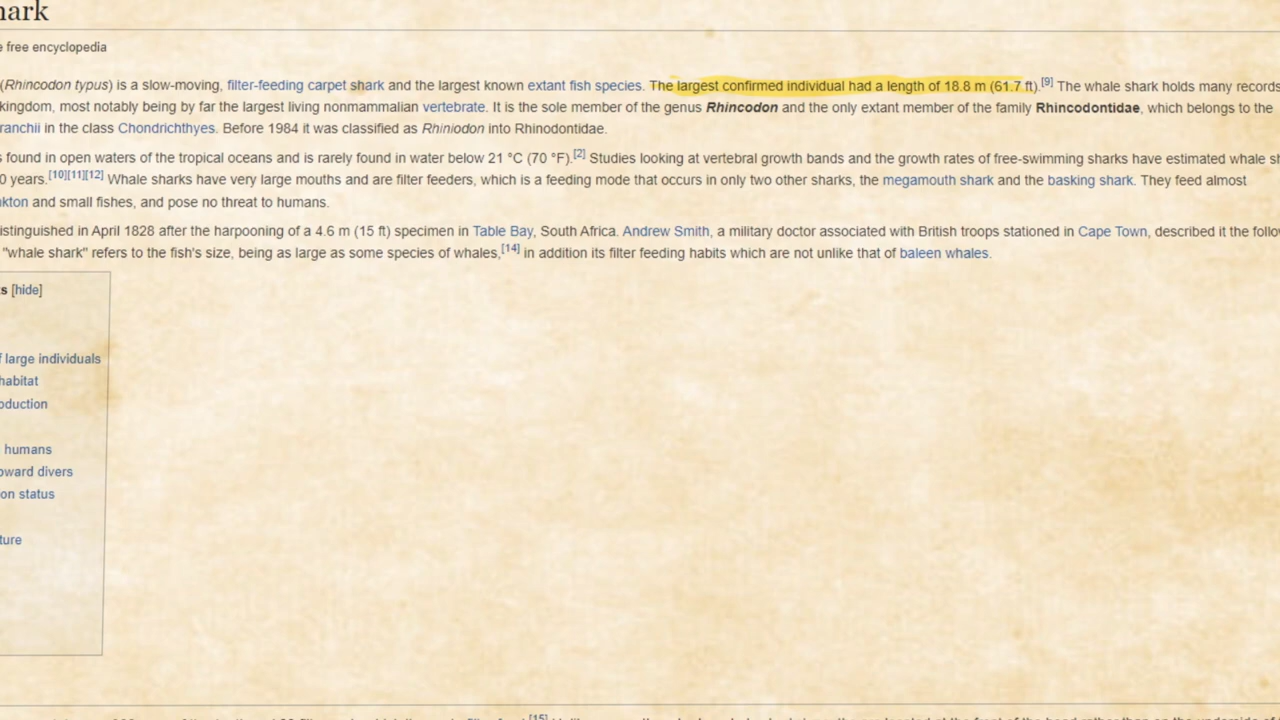 hark
e free encyclopedia
(Rhincodon typus) is a slow-moving, filter-feeding carpet shark and the largest known extant fish species. The largest confirmed individual had a length of 18.8 m (61.7 ft).[9] The whale shark holds many records
kingdom, most notably being by far the largest living nonmammalian vertebrate. It is the sole member of the genus Rhincodon and the only extant member of the family Rhincodontidae, which belongs to the
ranchii in the class Chondrichthyes. Before 1984 it was classified as Rhiniodon into Rhinodontidae.
s found in open waters of the tropical oceans and is rarely found in water below 21 °C (70 °F).[2] Studies looking at vertebral growth bands and the growth rates of free-swimming sharks have estimated whale sh
0 years.[10][11][12] Whale sharks have very large mouths and are filter feeders, which is a feeding mode that occurs in only two other sharks, the megamouth shark and the basking shark. They feed almost
nkton and small fishes, and pose no threat to humans.
istinguished in April 1828 after the harpooning of a 4.6 m (15 ft) specimen in Table Bay, South Africa. Andrew Smith, a military doctor associated with British troops stationed in Cape Town, described it the follow
"whale shark" refers to the fish's size, being as large as some species of whales,[14] in addition its filter feeding habits which are not unlike that of baleen whales.
s [hide]
f large individuals
habitat
oduction
humans
oward divers
on status
ture
[15]